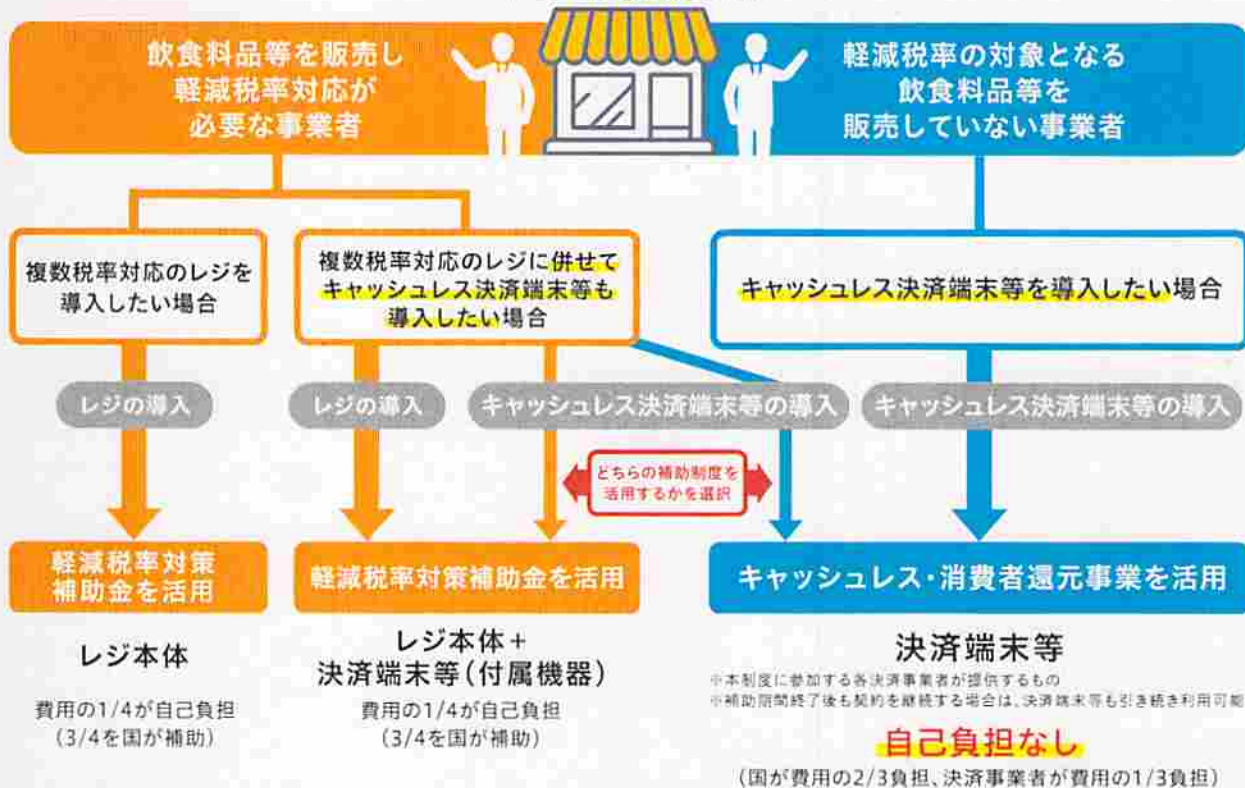 飲食料品等を販売し
軽減税率対応が
必要な事業者
軽減税率の対象となる
飲食料品等を
販売していない事業者
複数税率対応のレジを
導入したい場合
複数税率対応のレジに併せて
キャッシュレス決済端末等も
導入したい場合
キャッシュレス決済端末等を導入したい場合
レジの導入
レジの導入
キャッシュレス決済端末等の導入
キャッシュレス決済端末等の導入
どちらの補助制度を
活用するかを選択
軽減税率対策
補助金を活用
軽減税率対策補助金を活用
キャッシュレス・消費者還元事業を活用
レジ本体
費用の1/4が自己負担
(3/4を国が補助)
レジ本体+
決済端末等(付属機器)
費用の1/4が自己負担
(3/4を国が補助)
決済端末等
※本制度に参加する各決済事業者が提供するもの
※補助期間終了後も契約を継続する場合は、決済端末等も引き続き利用可能
自己負担なし
(国が費用の2/3負担、決済事業者が費用の1/3負担)